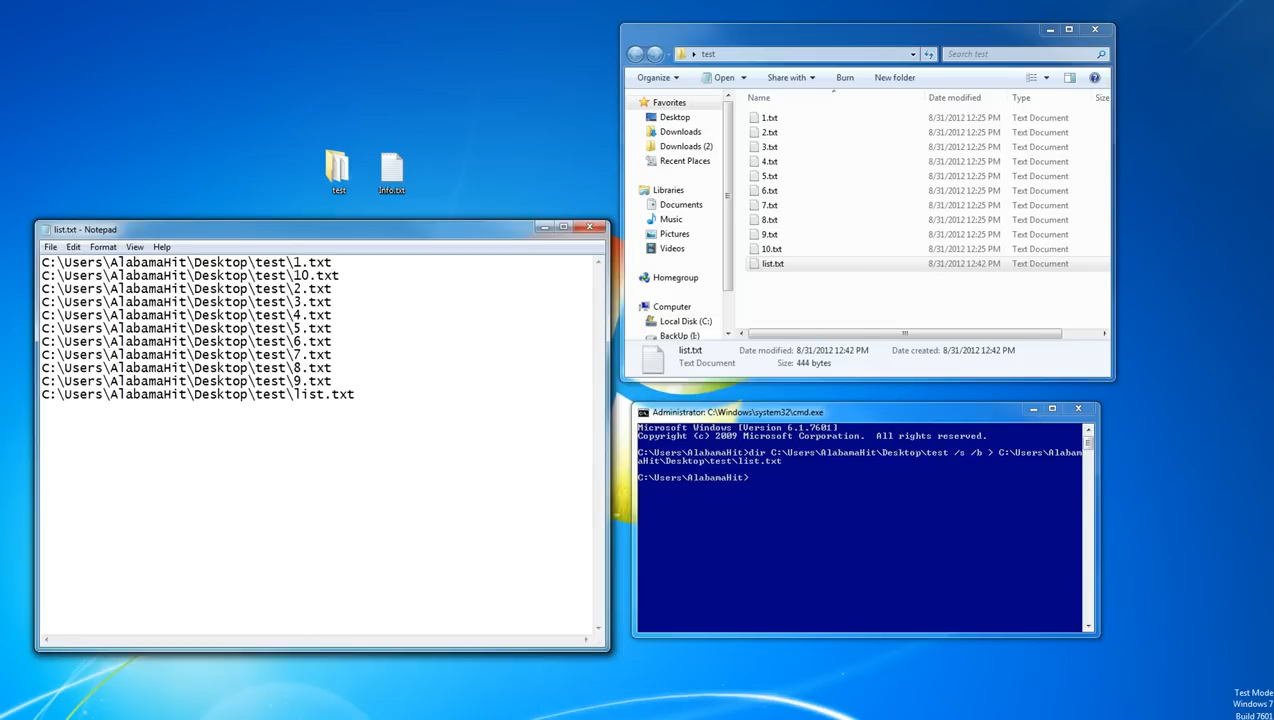 test
Info.txt
list.txt - Notepad
File Edit Format View Help
C:\Users\AlabamaHit\Desktop\test\1.txt
C:\Users\AlabamaHit\Desktop\test\10.txt
C:\Users\AlabamaHit\Desktop\test\2.txt
C:\Users\AlabamaHit\Desktop\test\3.txt
C:\Users\AlabamaHit\Desktop\test\4.txt
C:\Users\AlabamaHit\Desktop\test\5.txt
C:\Users\AlabamaHit\Desktop\test\6.txt
C:\Users\AlabamaHit\Desktop\test\7.txt
C:\Users\AlabamaHit\Desktop\test\8.txt
C:\Users\AlabamaHit\Desktop\test\9.txt
C:\Users\AlabamaHit\Desktop\test\list.txt
test
Search test
Organize Open Share with Burn New folder
Favorites
Desktop
Downloads
Downloads (2)
Recent Places
Libraries
Documents
Music
Pictures
Videos
Homegroup
Computer
Local Disk (C:)
BackUp (I:)
Name Date modified Type Size
1.txt 8/31/2012 12:25 PM Text Document
2.txt 8/31/2012 12:25 PM Text Document
3.txt 8/31/2012 12:25 PM Text Document
4.txt 8/31/2012 12:25 PM Text Document
5.txt 8/31/2012 12:25 PM Text Document
6.txt 8/31/2012 12:25 PM Text Document
7.txt 8/31/2012 12:25 PM Text Document
8.txt 8/31/2012 12:25 PM Text Document
9.txt 8/31/2012 12:25 PM Text Document
10.txt 8/31/2012 12:25 PM Text Document
list.txt 8/31/2012 12:42 PM Text Document
list.txt Date modified: 8/31/2012 12:42 PM Date created: 8/31/2012 12:42 PM
Text Document Size: 444 bytes
Administrator: C:\Windows\system32\cmd.exe
Microsoft Windows [Version 6.1.7601]
Copyright (c) 2009 Microsoft Corporation. All rights reserved.
C:\Users\AlabamaHit>dir C:\Users\AlabamaHit\Desktop\test /s /b > C:\Users\Alabam
aHit\Desktop\test\list.txt
C:\Users\AlabamaHit>
Test Mode
Windows 7
Build 7601